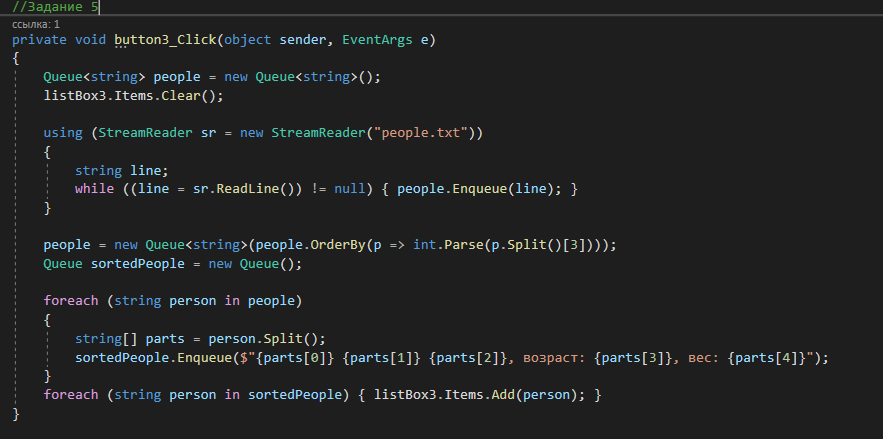 //Задание 5
ссылка: 1
private void button3_Click(object sender, EventArgs e)
{
Queue<string> people = new Queue<string>();
listBox3.Items.Clear();
using (StreamReader sr = new StreamReader("people.txt"))
{
string line;
while ((line = sr.ReadLine()) != null) { people.Enqueue(line); }
}
people = new Queue<string>(people.OrderBy(p => int.Parse(p.Split()[3])));
Queue sortedPeople = new Queue();
foreach (string person in people)
{
string[] parts = person.Split();
sortedPeople.Enqueue($"{parts[0]} {parts[1]} {parts[2]}, возраст: {parts[3]}, вес: {parts[4]}");
}
foreach (string person in sortedPeople) { listBox3.Items.Add(person); }
}